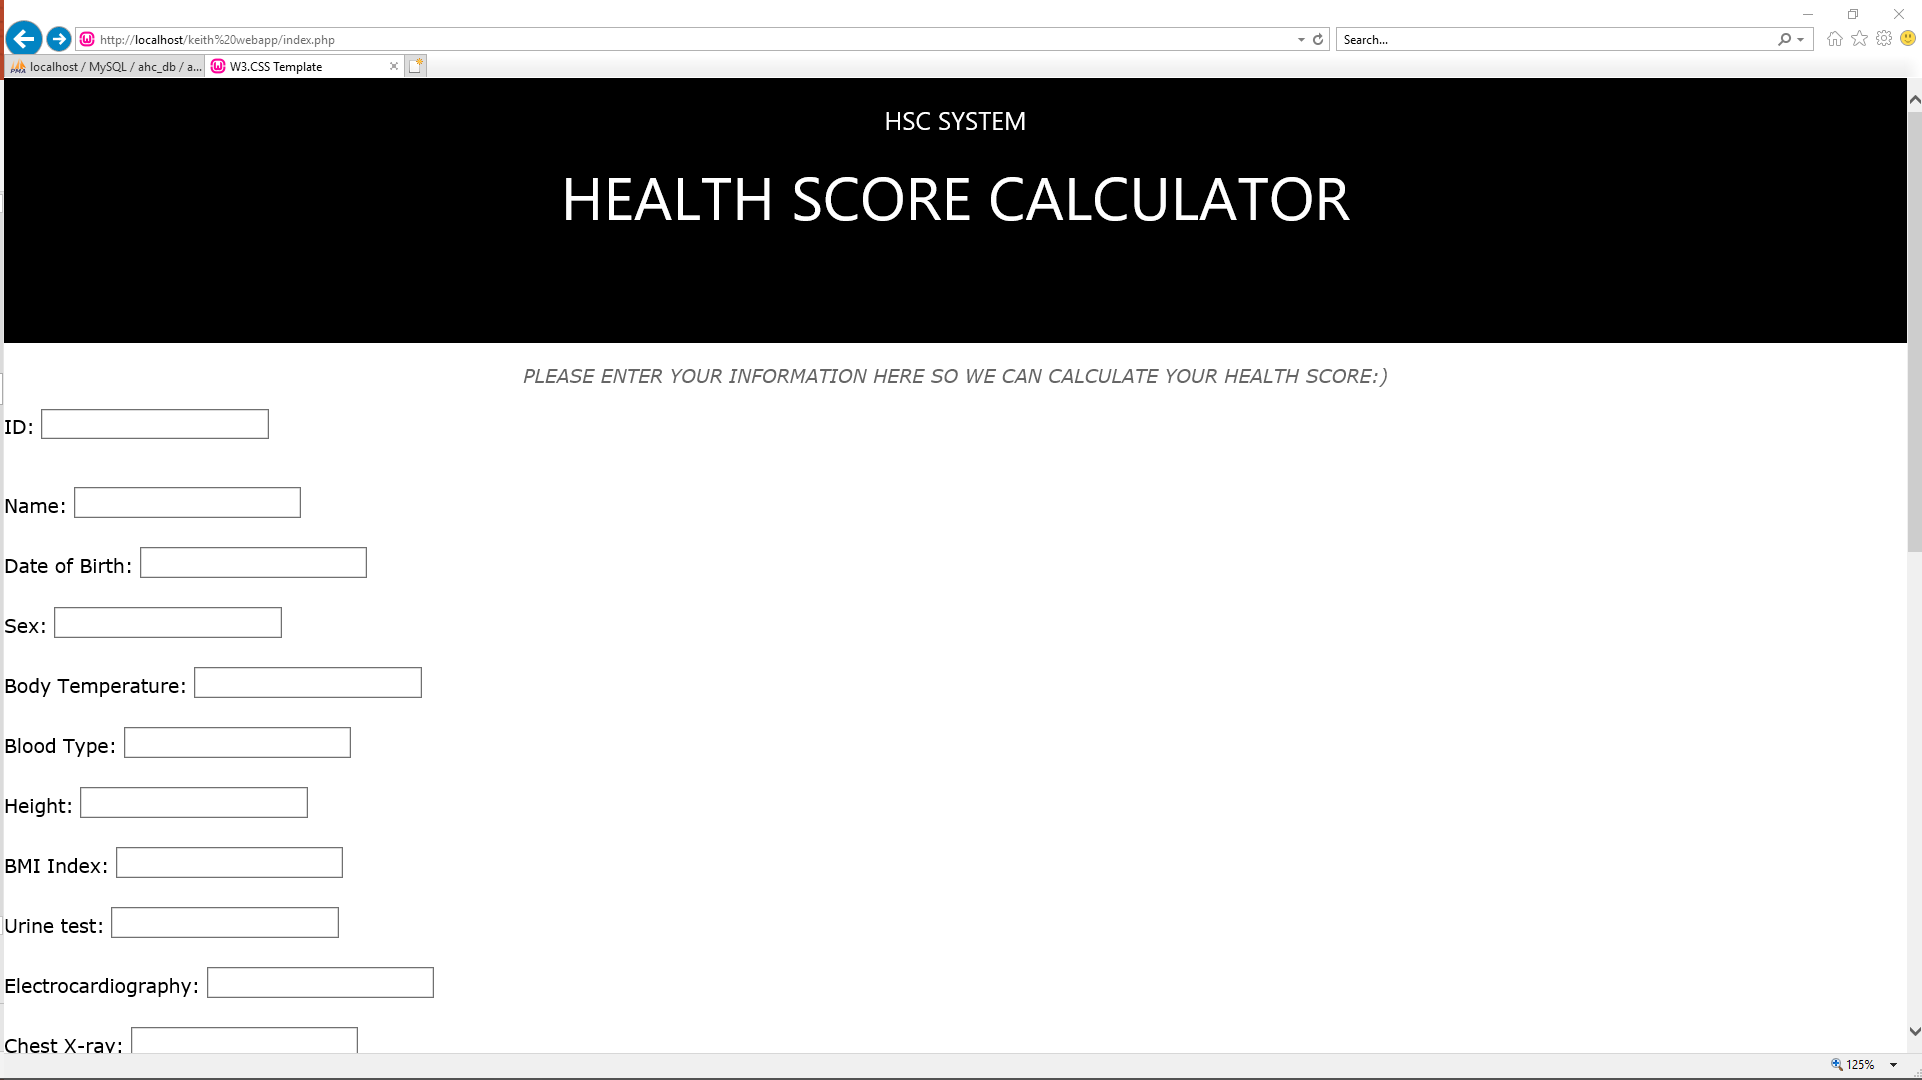 http://localhost/keith%20webapp/index.php
Search...
localhost / MySQL / ahc_db / a...
W3.CSS Template
HSC SYSTEM
HEALTH SCORE CALCULATOR
PLEASE ENTER YOUR INFORMATION HERE SO WE CAN CALCULATE YOUR HEALTH SCORE:)
ID:
Name:
Date of Birth:
Sex:
Body Temperature:
Blood Type:
Height:
BMI Index:
Urine test:
Electrocardiography:
Chest X-ray:
125%